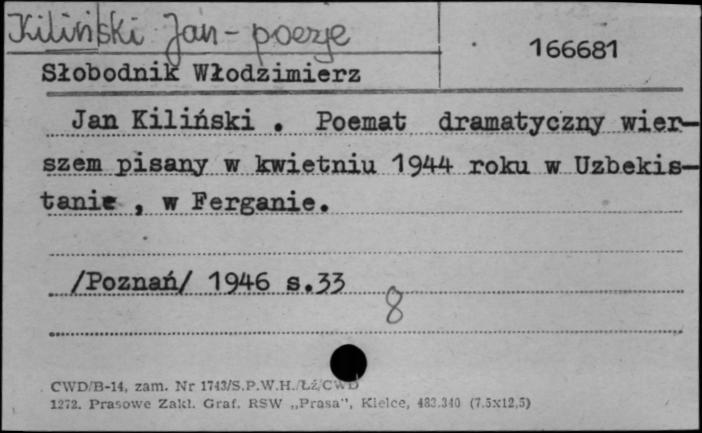 Kiliński Jan - poezje
166681
Słobodnik Włodzimierz
Jan Kiliński . Poemat dramatyczny wier-
szem pisany w kwietniu 1944 roku w Uzbekis-
tanie , w Ferganie.
/Poznań/ 1946 s.33
8
CWD/B-14, zam. Nr 1743/S.P.W.H./Łź/CWD
1272. Prasowe Zakł. Graf. RSW „Prasa", Kielce, 483.340 (7.5x12,5)